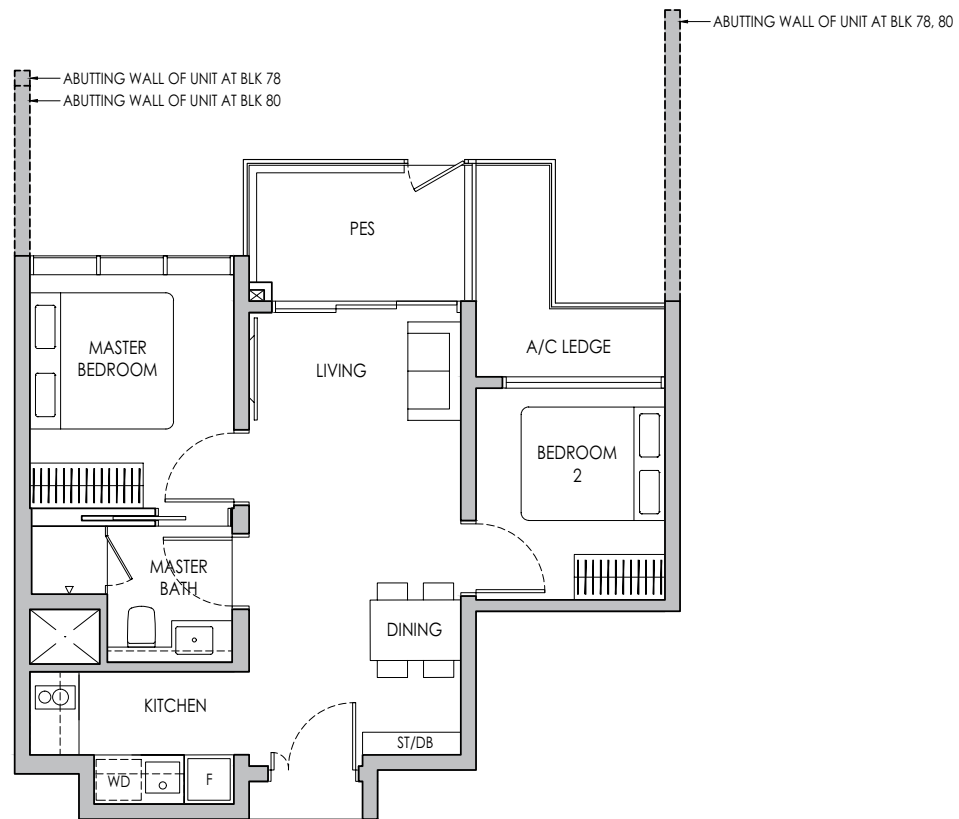 ABUTTING WALL OF UNIT AT BLK 78, 80
ABUTTING WALL OF UNIT AT BLK 78
ABUTTING WALL OF UNIT AT BLK 80
PES
MASTER
BEDROOM
LIVING
A/C LEDGE
BEDROOM
2
MASTER
BATH
DINING
KITCHEN
ST/DB
WD
F